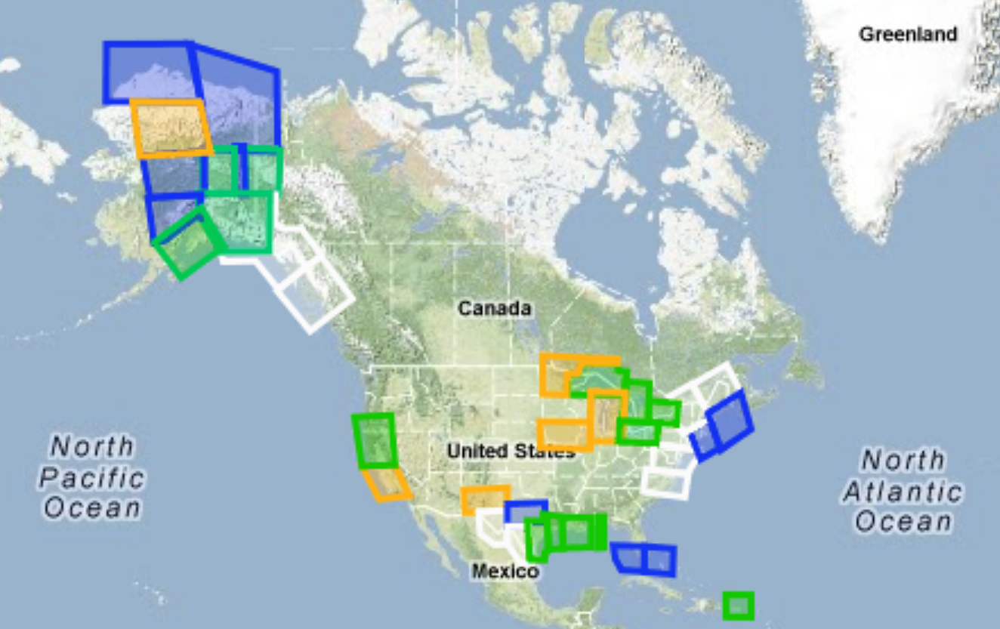 Greenland
Canada
North
Pacific
Ocean
United States
North
Atlantic
Ocean
Mexico